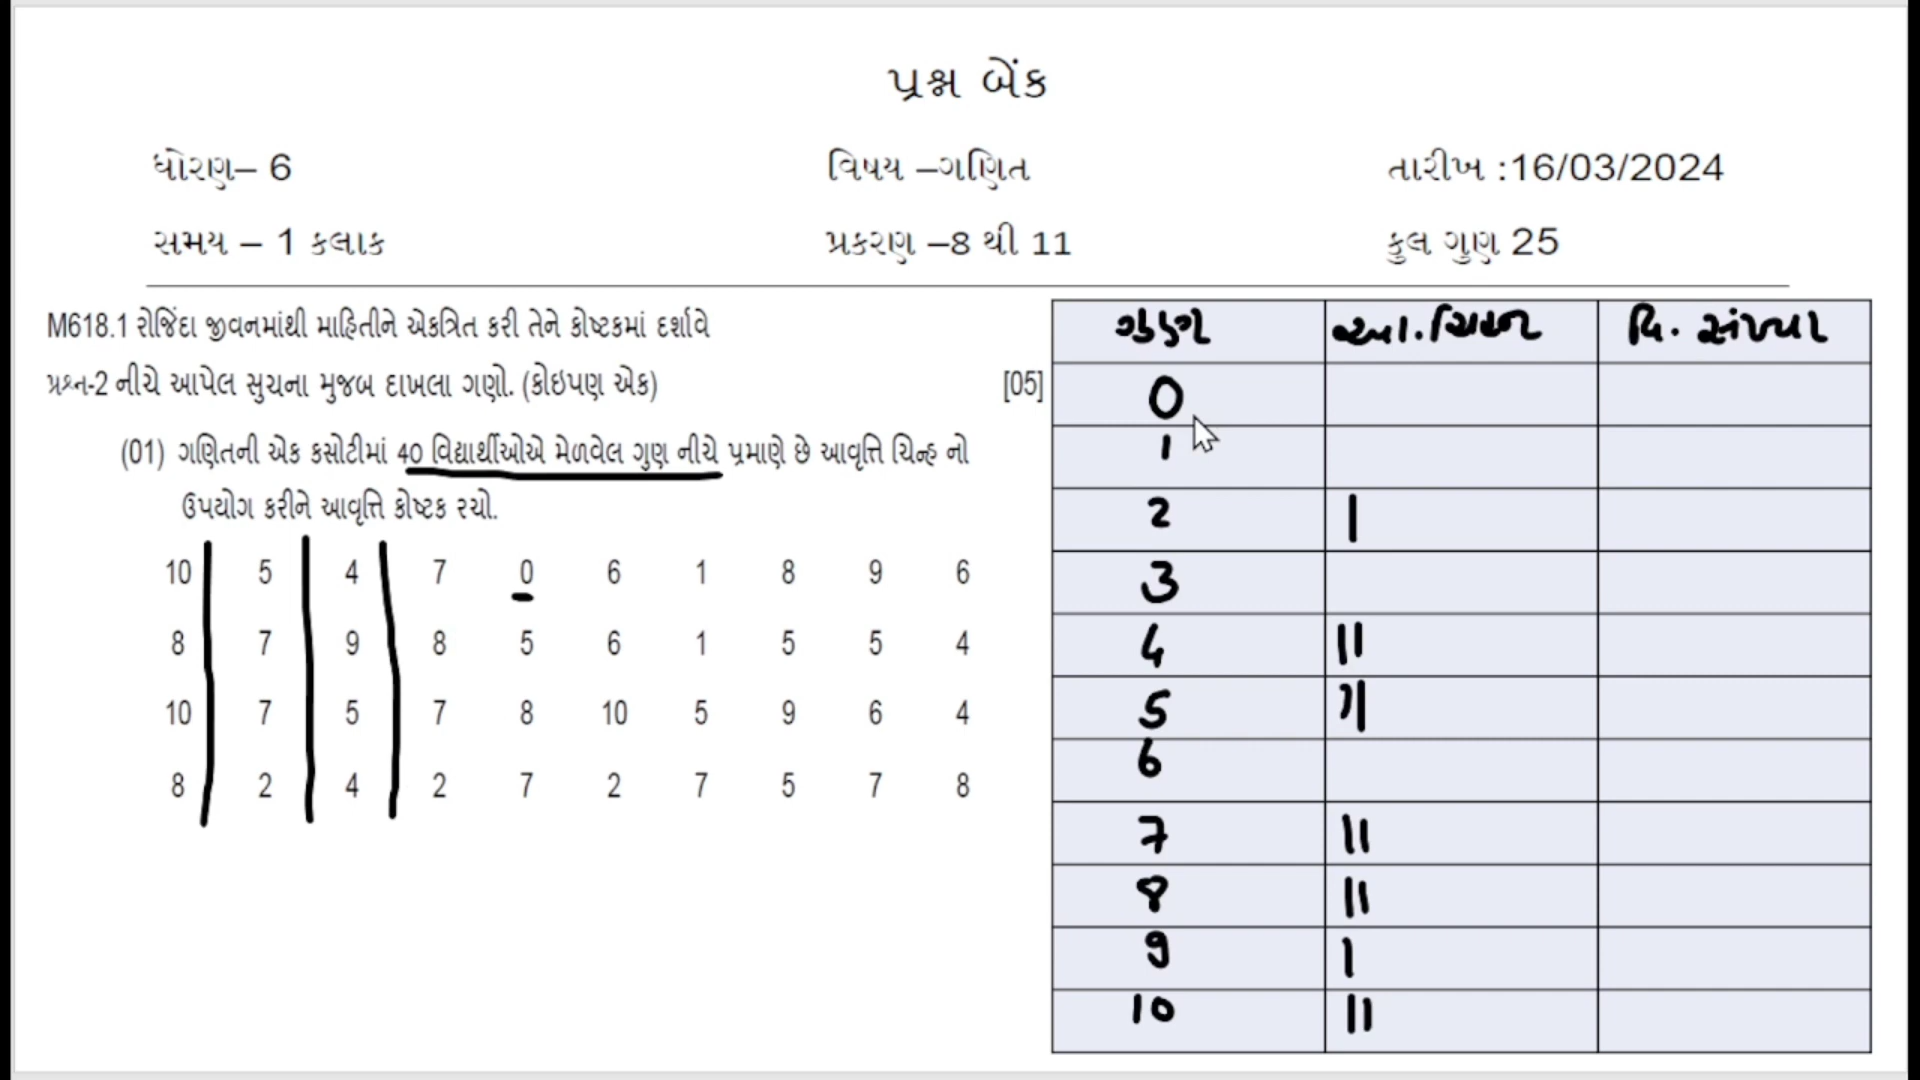 પ્રશ્ન બેંક
ધોરણ– 6 વિષય –ગણિત તારીખ :16/03/2024
સમય – 1 કલાક પ્રકરણ –8 થી 11 કુલ ગુણ 25
M618.1 રોજિંદા જીવનમાંથી માહિતીને એકત્રિત કરી તેને કોષ્ટકમાં દર્શાવે
પ્રશ્ન-2 નીચે આપેલ સુચના મુજબ દાખલા ગણો. (કોઇપણ એક) [05]
(01) ગણિતની એક કસોટીમાં 40 વિદ્યાર્થીઓએ મેળવેલ ગુણ નીચે પ્રમાણે છે આવૃત્તિ ચિન્હ નો
ઉપયોગ કરીને આવૃત્તિ કોષ્ટક રચો.
10 5 4 7 0 6 1 8 9 6
8 7 9 8 5 6 1 5 5 4
10 7 5 7 8 10 5 9 6 4
8 2 4 2 7 2 7 5 7 8
વિ. સંખ્યા
0
1
2 |
3
4 ||
5 ||
6
7 ||
8 ||
9 |
10 ||